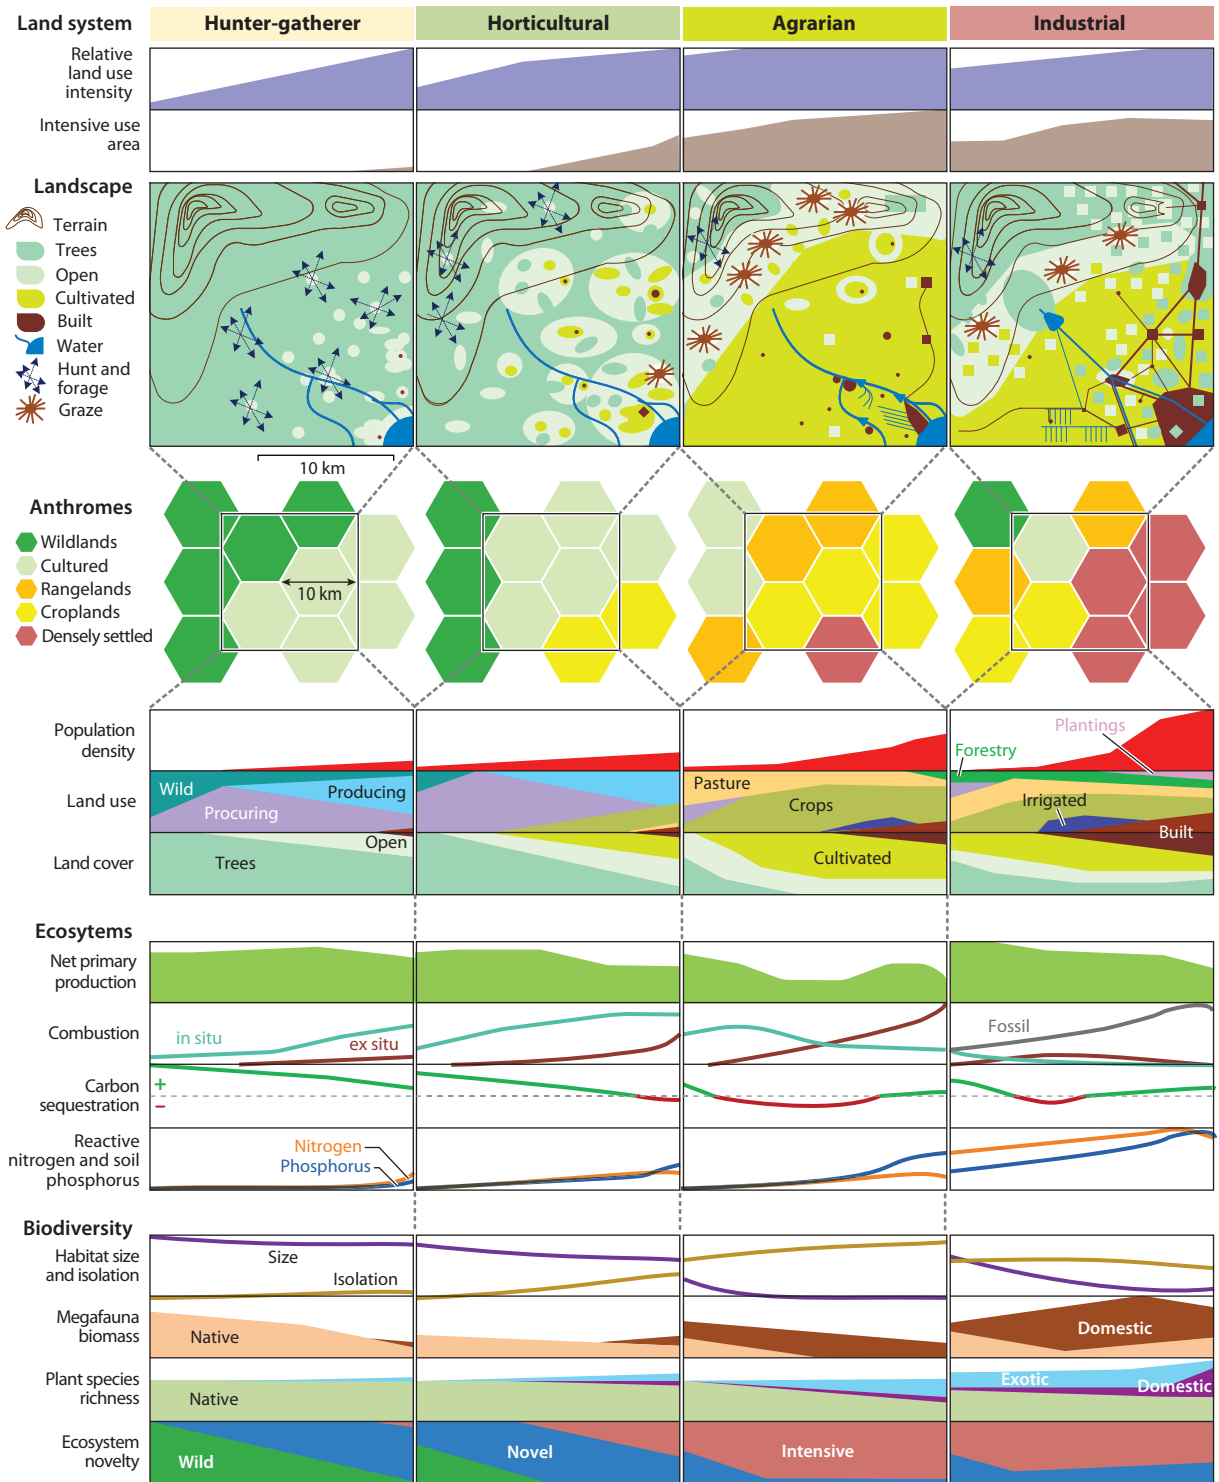 Land system
Hunter-gatherer
Horticultural
Agrarian
Industrial
Relative
land use
intensity
Intensive use
area
Landscape
Terrain
Trees
Open
Cultivated
Built
Water
Hunt and
forage
Graze
10 km
Anthromes
Wildlands
Cultured
Rangelands
Croplands
Densely settled
10 km
Population
density
Plantings
Forestry
Land use
Wild
Procuring
Producing
Pasture
Crops
Irrigated
Built
Land cover
Trees
Open
Cultivated
Ecosytems
Net primary
production
Combustion
in situ
ex situ
Fossil
Carbon
sequestration
+
–
Reactive
nitrogen and soil
phosphorus
Nitrogen
Phosphorus
Biodiversity
Habitat size
and isolation
Size
Isolation
Megafauna
biomass
Native
Domestic
Plant species
richness
Native
Exotic
Domestic
Ecosystem
novelty
Wild
Novel
Intensive